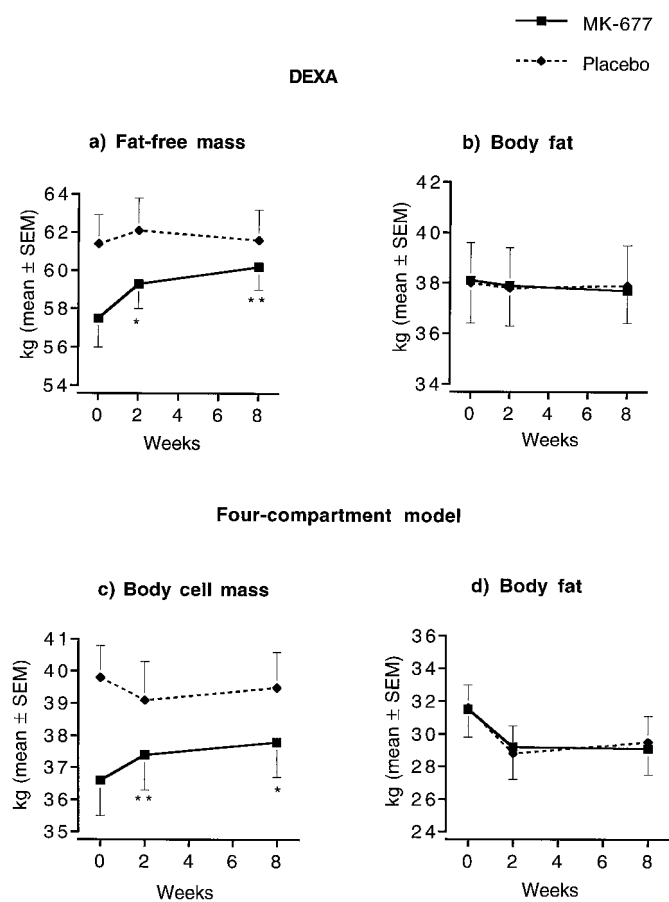 MK-677
Placebo
DEXA
a) Fat-free mass
b) Body fat
kg (mean ± SEM)
64
62
60
58
56
54
*
**
0 2 4 6 8
Weeks
kg (mean ± SEM)
42
40
38
36
34
0 2 4 6 8
Weeks
Four-compartment model
c) Body cell mass
d) Body fat
kg (mean ± SEM)
41
40
39
38
37
36
35
**
*
0 2 4 6 8
Weeks
kg (mean ± SEM)
36
34
32
30
28
26
24
0 2 4 6 8
Weeks